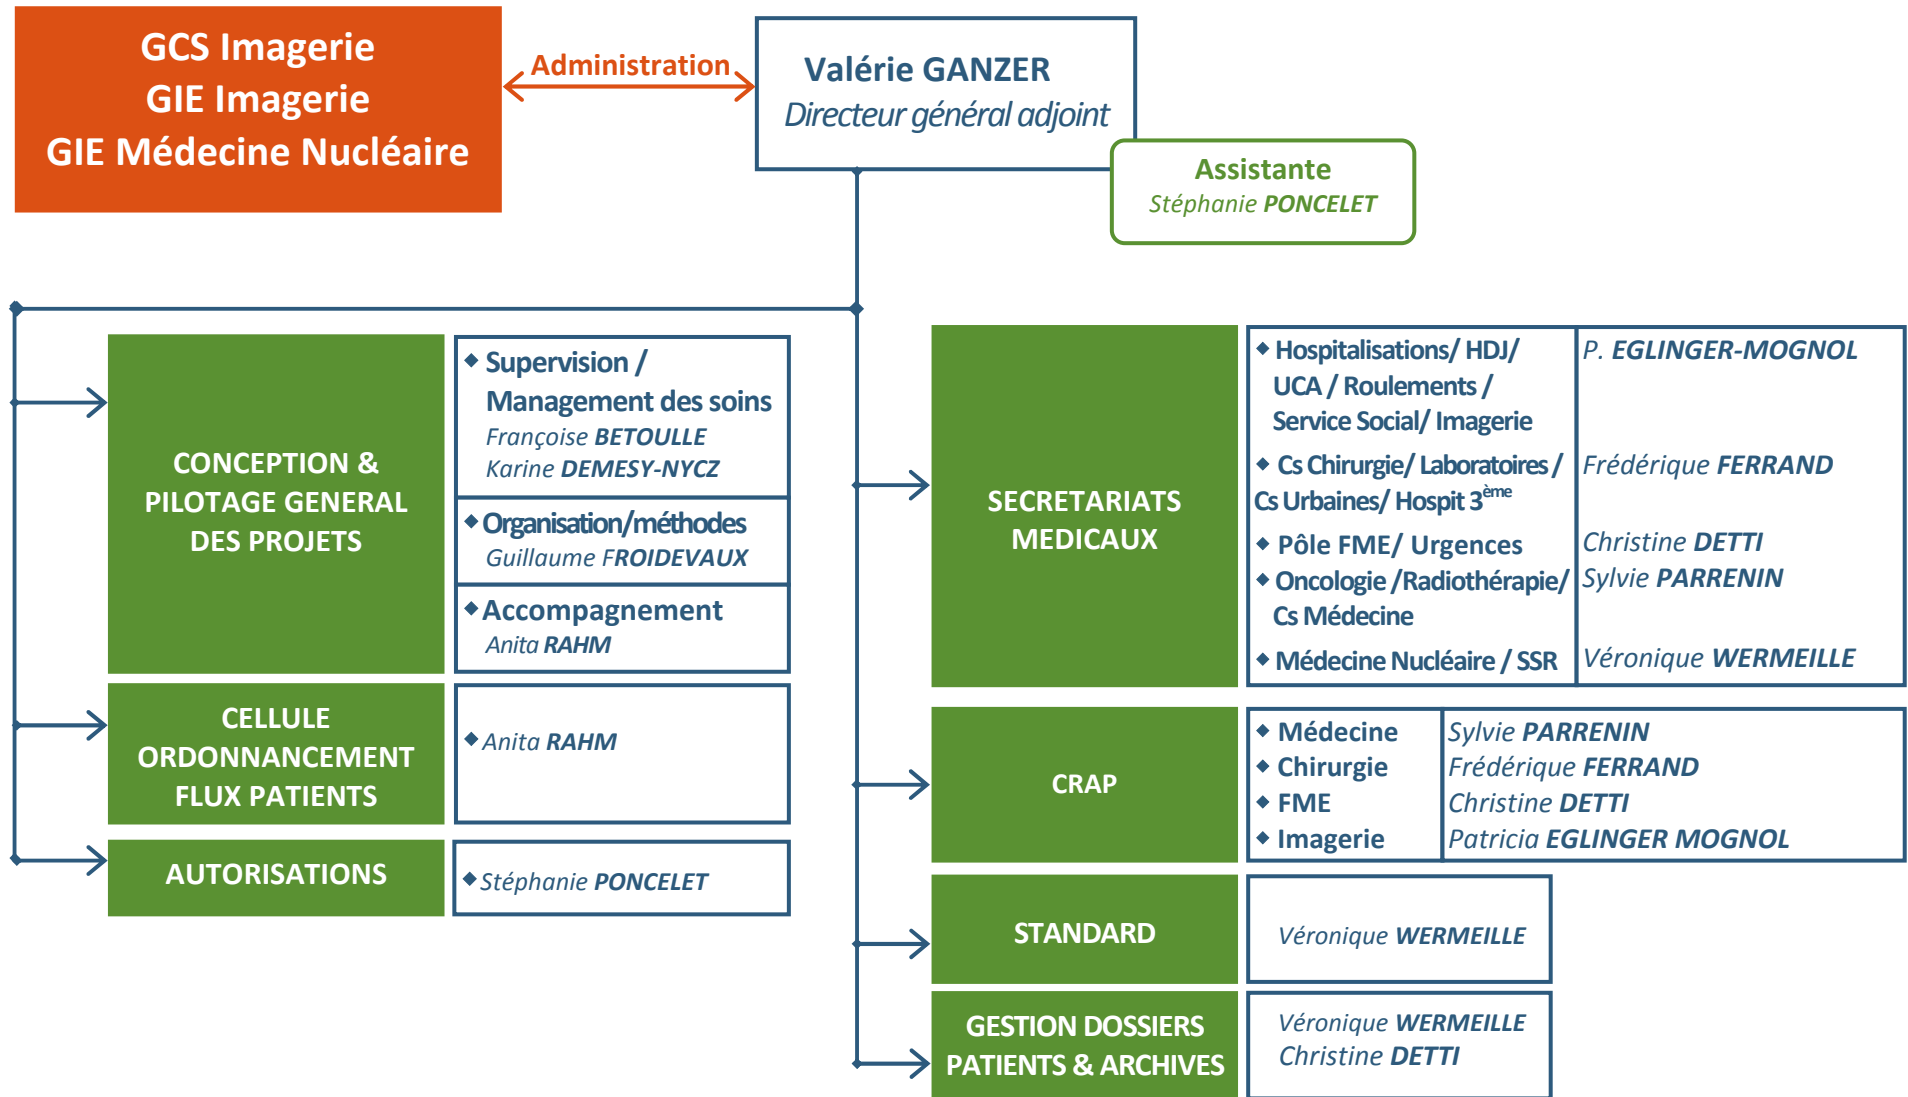 GCS Imagerie
GIE Imagerie
GIE Médecine Nucléaire
Administration
Valérie GANZER
Directeur général adjoint
Assistante
Stéphanie PONCELET
CONCEPTION &
PILOTAGE GENERAL
DES PROJETS
◆ Supervision /
Management des soins
Françoise BETOULLE
Karine DEMESY-NYCZ
◆ Organisation/méthodes
Guillaume FROIDEVAUX
◆ Accompagnement
Anita RAHM
CELLULE
ORDONNANCEMENT
FLUX PATIENTS
◆ Anita RAHM
AUTORISATIONS
◆ Stéphanie PONCELET
SECRETARIATS
MEDICAUX
◆ Hospitalisations/ HDJ/ P. EGLINGER-MOGNOL
UCA / Roulements /
Service Social/ Imagerie
◆ Cs Chirurgie/ Laboratoires / Frédérique FERRAND
Cs Urbaines/ Hospit 3ème
◆ Pôle FME/ Urgences Christine DETTI
◆ Oncologie /Radiothérapie/ Sylvie PARRENIN
Cs Médecine
◆ Médecine Nucléaire / SSR Véronique WERMEILLE
CRAP
◆ Médecine Sylvie PARRENIN
◆ Chirurgie Frédérique FERRAND
◆ FME Christine DETTI
◆ Imagerie Patricia EGLINGER MOGNOL
STANDARD
Véronique WERMEILLE
GESTION DOSSIERS
PATIENTS & ARCHIVES
Véronique WERMEILLE
Christine DETTI